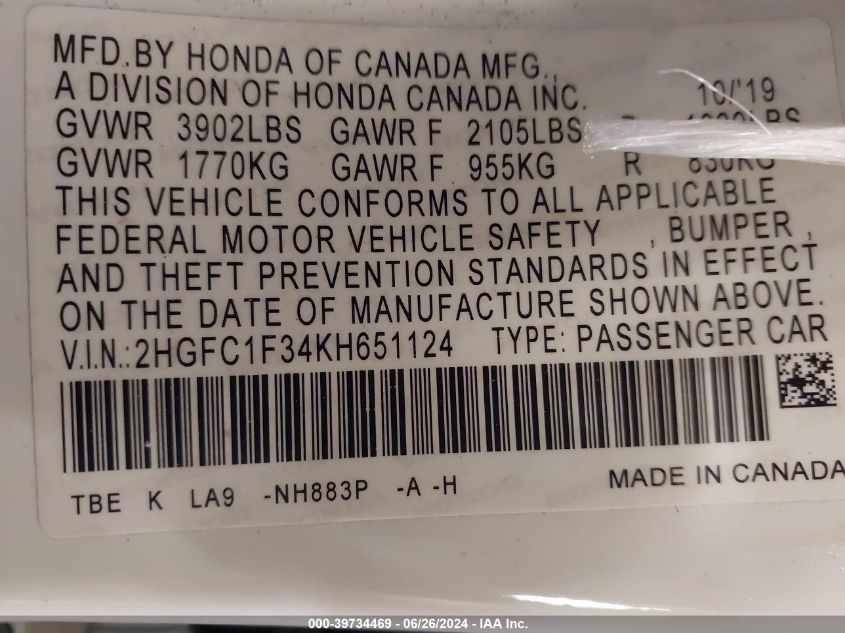 MFD.BY HONDA OF CANADA MFG.,
A DIVISION OF HONDA CANADA INC. 10/'19
GVWR 3902LBS GAWR F 2105LBS LBS
GVWR 1770KG GAWR F 955KG R 830KG
THIS VEHICLE CONFORMS TO ALL APPLICABLE
FEDERAL MOTOR VEHICLE SAFETY , BUMPER ,
AND THEFT PREVENTION STANDARDS IN EFFECT
ON THE DATE OF MANUFACTURE SHOWN ABOVE.
V.I.N.:2HGFC1F34KH651124 TYPE: PASSENGER CAR
TBE K LA9 -NH883P -A -H MADE IN CANADA
000-39734469 - 06/26/2024 - IAA Inc.